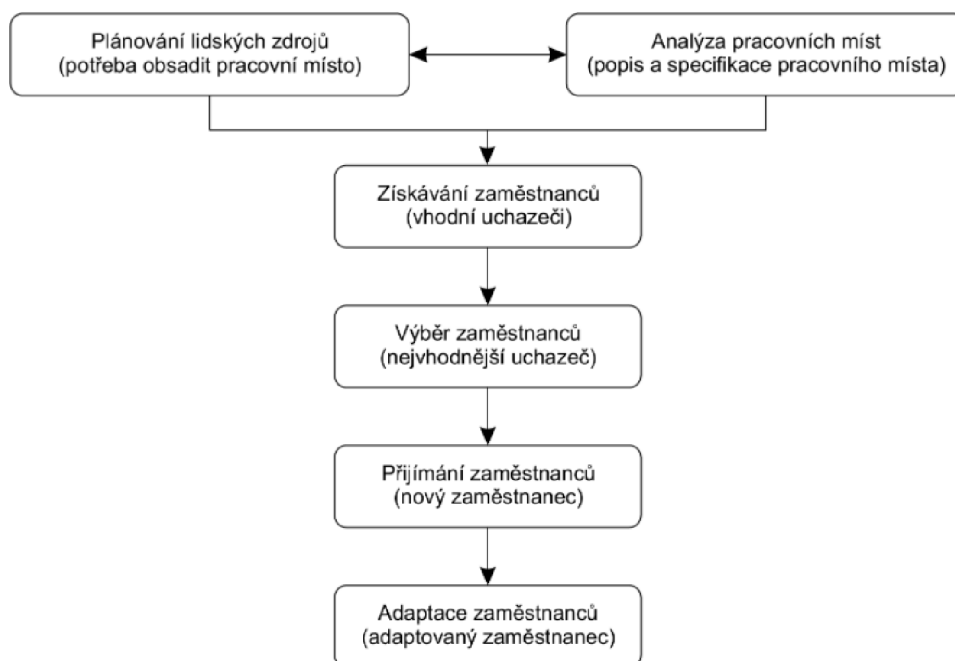 Plánování lidských zdrojů
(potřeba obsadit pracovní místo)
Analýza pracovních míst
(popis a specifikace pracovního místa)
Získávání zaměstnanců
(vhodní uchazeči)
Výběr zaměstnanců
(nejvhodnější uchazeč)
Přijímání zaměstnanců
(nový zaměstnanec)
Adaptace zaměstnanců
(adaptovaný zaměstnanec)